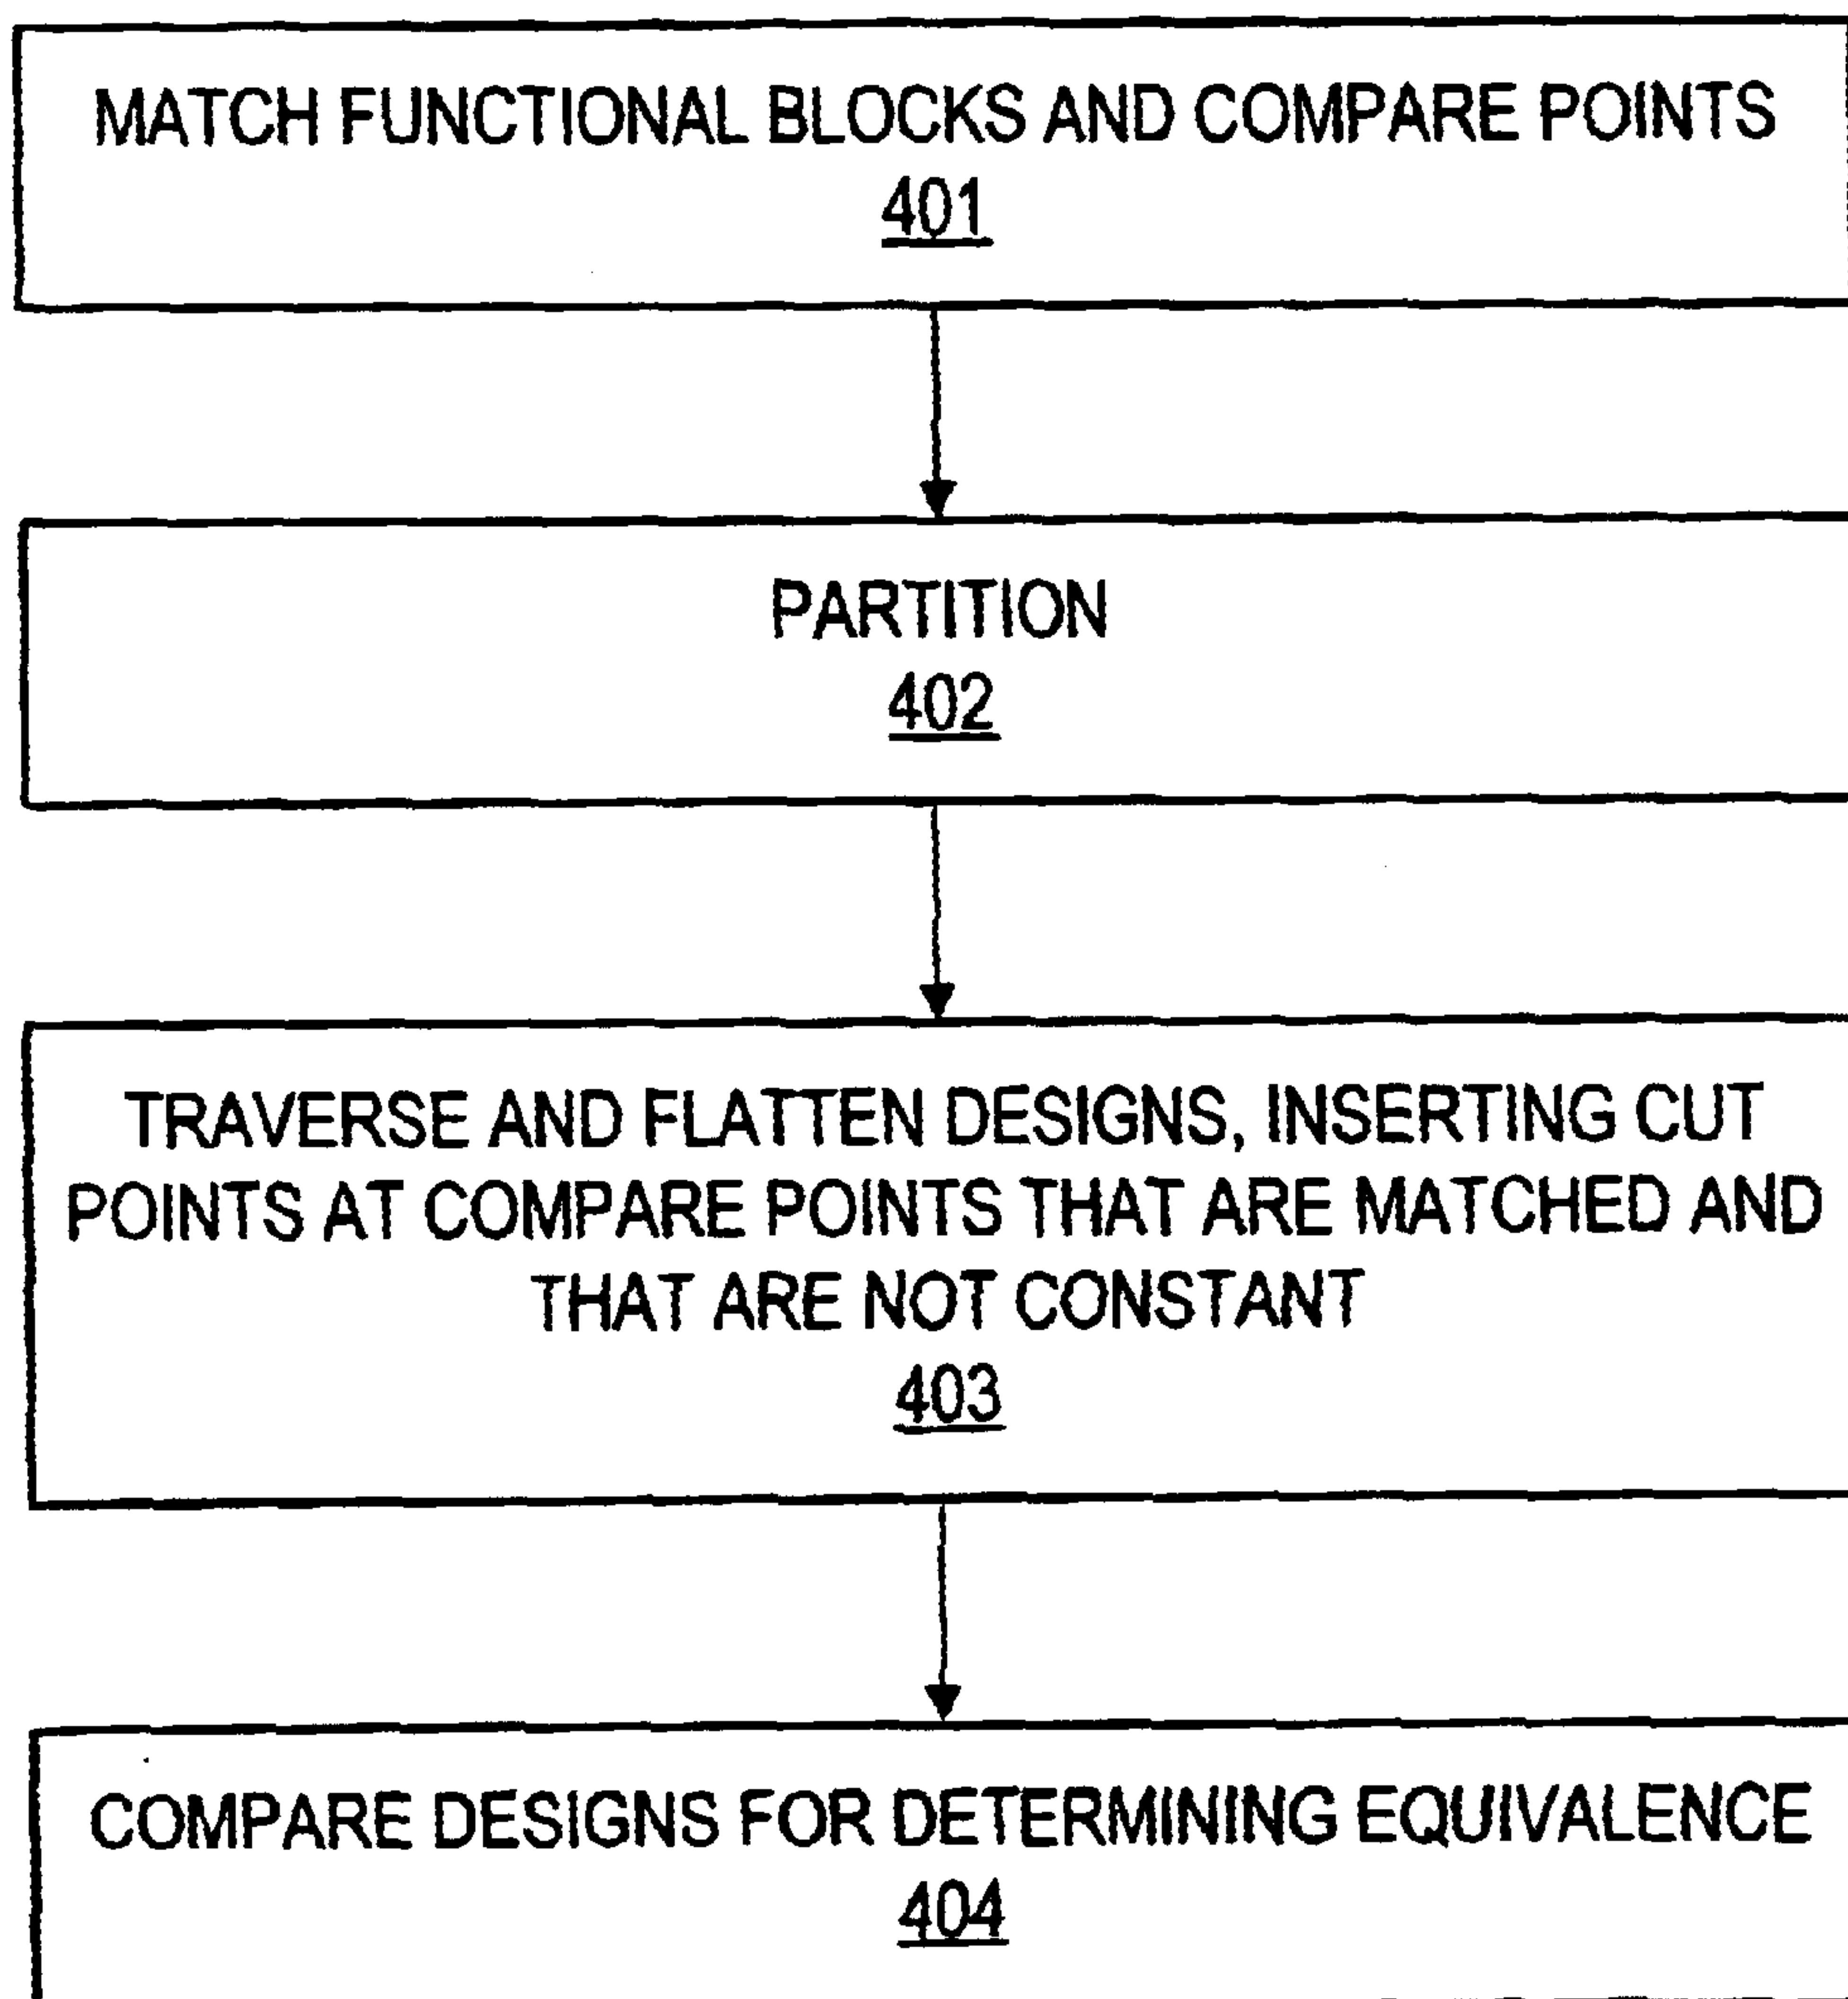 MATCH FUNCTIONAL BLOCKS AND COMPARE POINTS
401
PARTITION
402
TRAVERSE AND FLATTEN DESIGNS, INSERTING CUT
POINTS AT COMPARE POINTS THAT ARE MATCHED AND
THAT ARE NOT CONSTANT
403
COMPARE DESIGNS FOR DETERMINING EQUIVALENCE
404